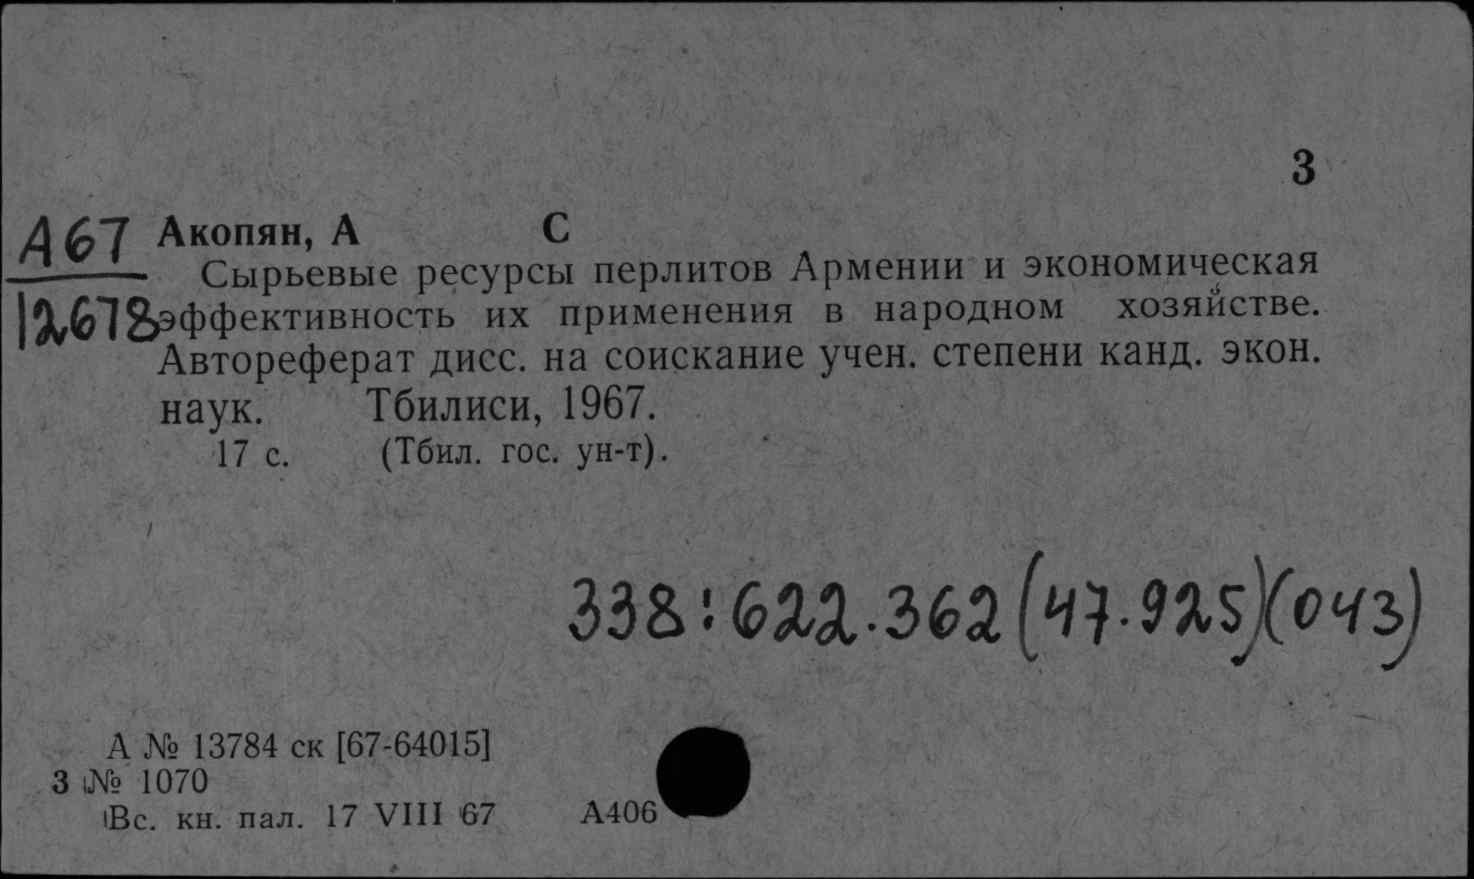 3
А67 Акопян, А С
Сырьевые ресурсы перлитов Армении и экономическая
12678 эффективность их применения в народном хозяйстве.
Автореферат дисс. на соискание учен. степени канд. экон.
наук. Тбилиси, 1967.
17 с. (Тбил. гос. ун-т).
338:622.362(47.925)(043)
А № 13784 ск [67-64015]
3 № 1070
Вс. кн. пал. 17 VIII 67 А406